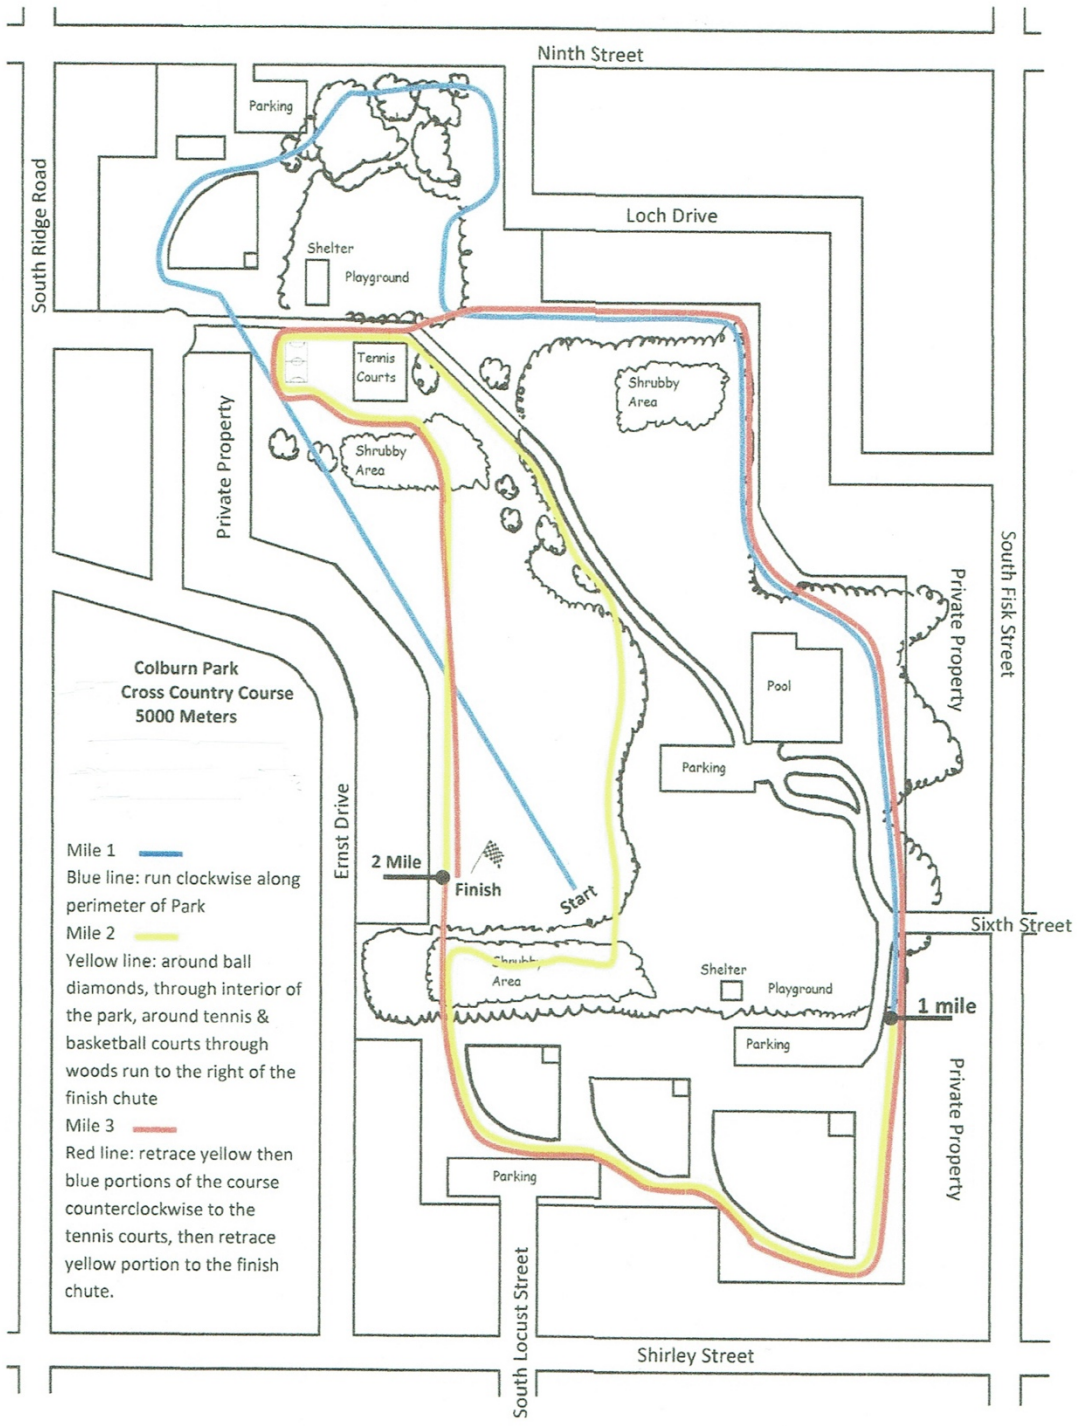 Ninth Street
Parking
South Ridge Road
Loch Drive
Shelter
Playground
Tennis
Courts
Shrubby
Area
Private Property
Shrubby
Area
South Fisk Street
Private Property
Colburn Park
Cross Country Course
5000 Meters
Pool
Parking
Ernst Drive
Mile 1
Blue line: run clockwise along
perimeter of Park
Mile 2
Yellow line: around ball
diamonds, through interior of
the park, around tennis &
basketball courts through
woods run to the right of the
finish chute
Mile 3
Red line: retrace yellow then
blue portions of the course
counterclockwise to the
tennis courts, then retrace
yellow portion to the finish
chute.
2 Mile
Finish
Start
Sixth Street
Shrubby
Area
Shelter
Playground
1 mile
Parking
Private Property
Parking
South Locust Street
Shirley Street